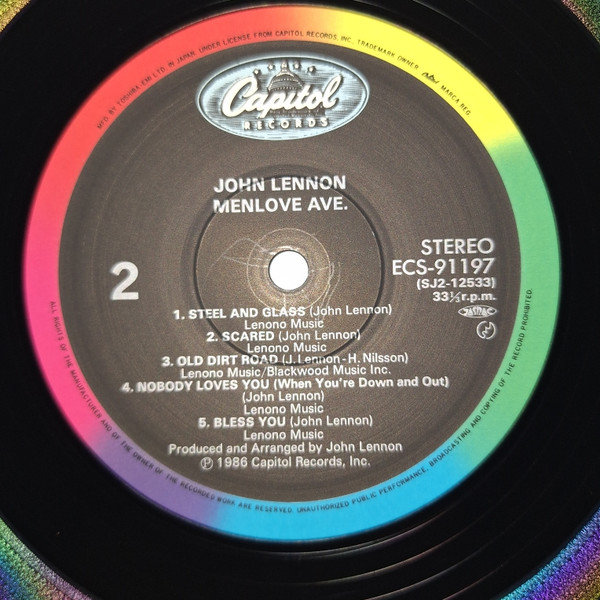 MFD. BY TOSHIBA EMI LTD. IN JAPAN. UNDER LICENSE FROM CAPITOL RECORDS, INC., TRADEMARK OWNER MARCA REG.
Capitol
RECORDS
JOHN LENNON
MENLOVE AVE.
2
STEREO
ECS-91197
(SJ2-12533)
33⅓r.p.m.
JASRAC
1. STEEL AND GLASS (John Lennon)
Lenono Music
2. SCARED (John Lennon)
Lenono Music
3. OLD DIRT ROAD (J. Lennon-H. Nilsson)
Lenono Music/Blackwood Music Inc.
4. NOBODY LOVES YOU (When You're Down and Out)
(John Lennon)
Lenono Music
5. BLESS YOU (John Lennon)
Lenono Music
Produced and Arranged by John Lennon
℗ 1986 Capitol Records, Inc.
ALL RIGHTS OF THE MANUFACTURER AND OF THE OWNER OF THE RECORDED WORK ARE RESERVED. UNAUTHORIZED PUBLIC PERFORMANCE, BROADCASTING AND COPYING OF THE RECORD PROHIBITED.